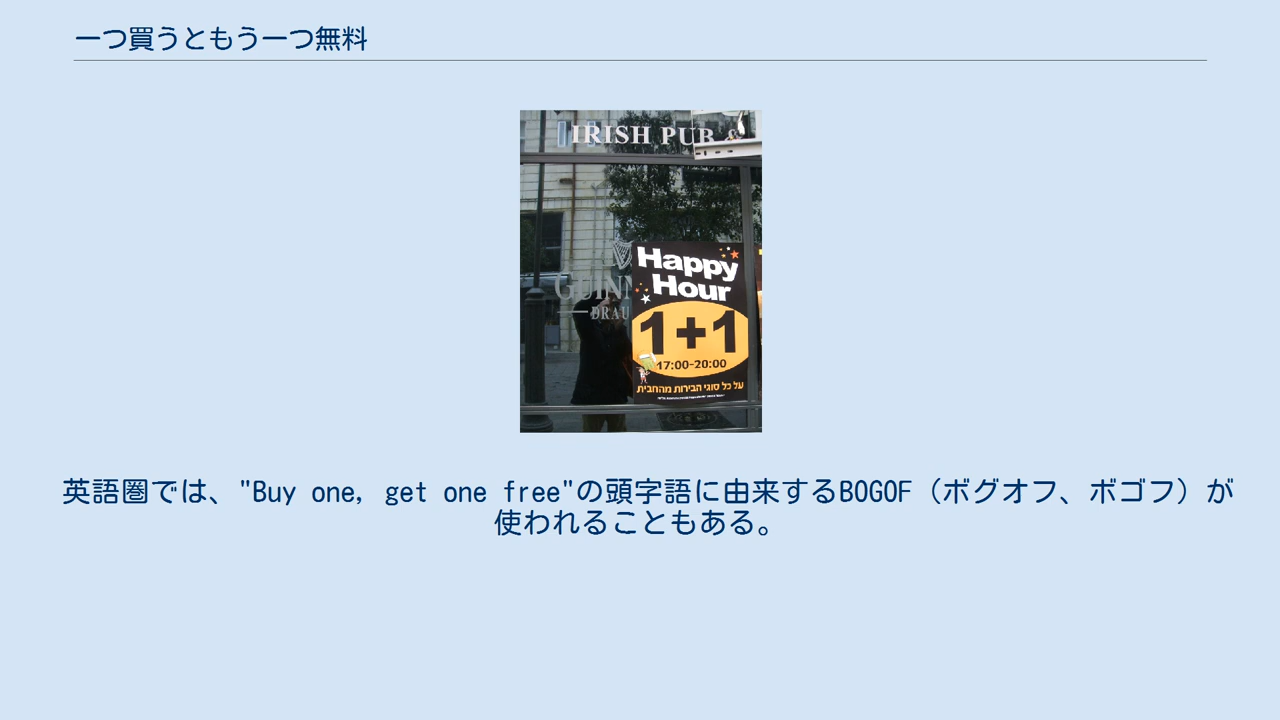 一つ買うともう一つ無料
IRISH PUB &
GUINN
DRAU
Happy
Hour
1+1
17:00-20:00
על כל סוגי הבירות מהחבית
英語圏では、"Buy one, get one free"の頭字語に由来するBOGOF（ボグオフ、ボゴフ）が
使われることもある。